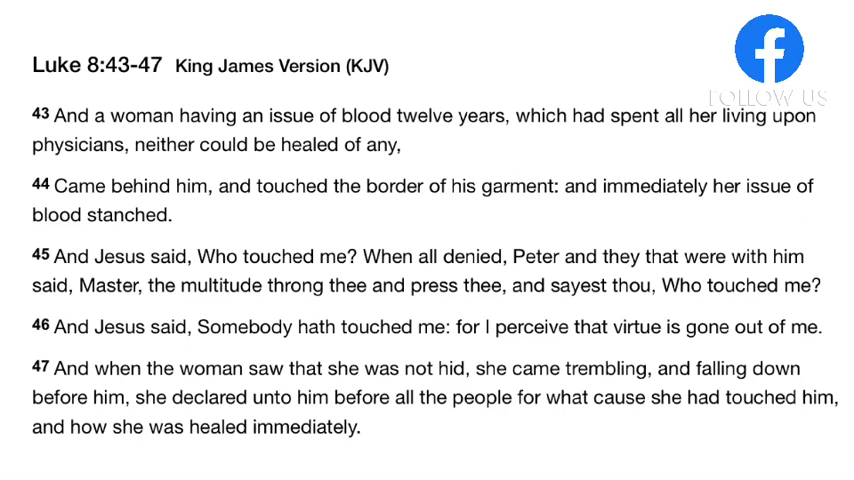 Luke 8:43-47 King James Version (KJV)
FOLLOW US
43 And a woman having an issue of blood twelve years, which had spent all her living upon
physicians, neither could be healed of any,
44 Came behind him, and touched the border of his garment: and immediately her issue of
blood stanched.
45 And Jesus said, Who touched me? When all denied, Peter and they that were with him
said, Master, the multitude throng thee and press thee, and sayest thou, Who touched me?
46 And Jesus said, Somebody hath touched me: for I perceive that virtue is gone out of me.
47 And when the woman saw that she was not hid, she came trembling, and falling down
before him, she declared unto him before all the people for what cause she had touched him,
and how she was healed immediately.